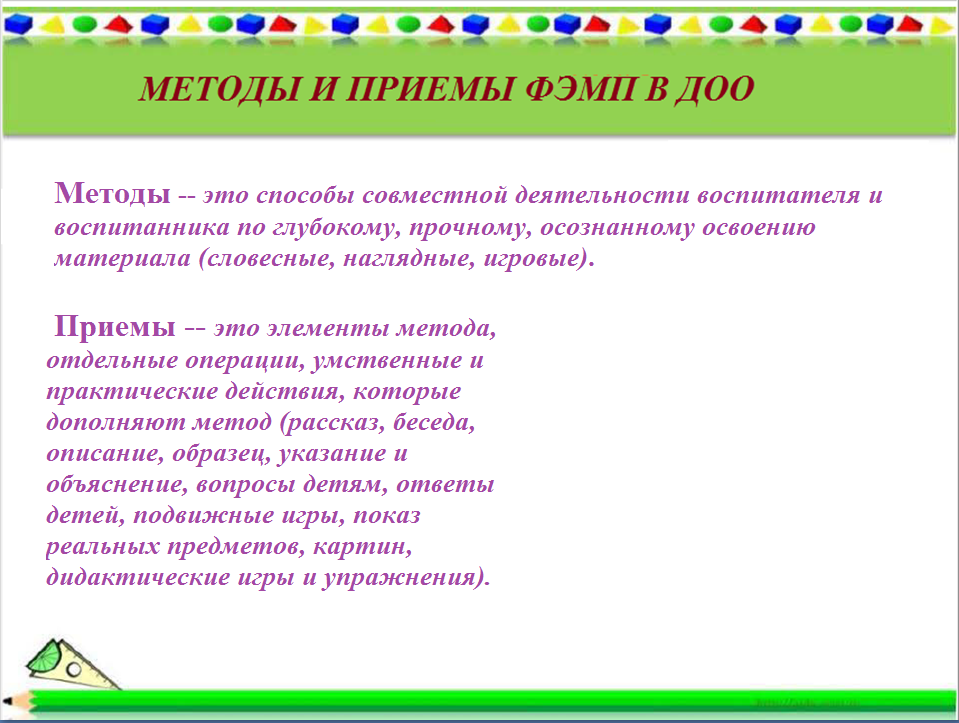 МЕТОДЫ И ПРИЕМЫ ФЭМП В ДОО
Методы -- это способы совместной деятельности воспитателя и
воспитанника по глубокому, прочному, осознанному освоению
материала (словесные, наглядные, игровые).
Приемы -- это элементы метода,
отдельные операции, умственные и
практические действия, которые
дополняют метод (рассказ, беседа,
описание, образец, указание и
объяснение, вопросы детям, ответы
детей, подвижные игры, показ
реальных предметов, картин,
дидактические игры и упражнения).